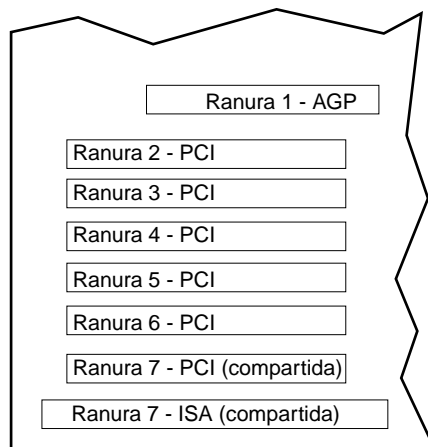 Ranura 1 - AGP
Ranura 2 - PCI
Ranura 3 - PCI
Ranura 4 - PCI
Ranura 5 - PCI
Ranura 6 - PCI
Ranura 7 - PCI (compartida)
Ranura 7 - ISA (compartida)